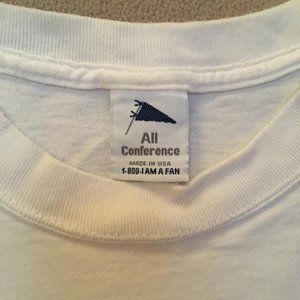 All
Conference
MADE IN USA
1-800-I AM A FAN